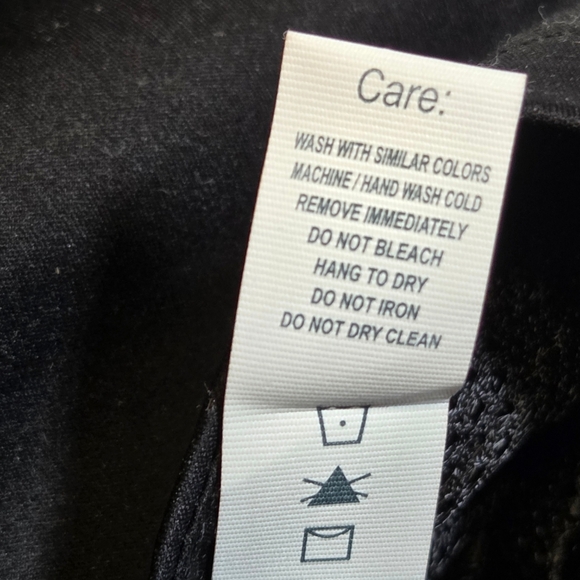 Care:
WASH WITH SIMILAR COLORS
MACHINE / HAND WASH COLD
REMOVE IMMEDIATELY
DO NOT BLEACH
HANG TO DRY
DO NOT IRON
DO NOT DRY CLEAN